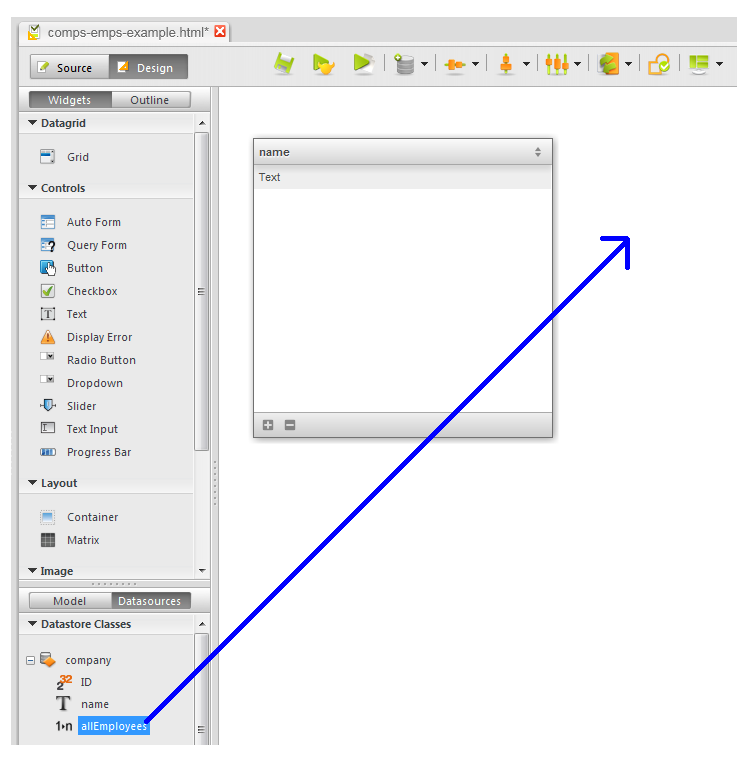 comps-emps-example.html*
Source Design
Widgets Outline
Datagrid
Grid
Controls
Auto Form
Query Form
Button
Checkbox
Text
Display Error
Radio Button
Dropdown
Slider
Text Input
Progress Bar
Layout
Container
Matrix
Image
Model Datasources
Datastore Classes
company
ID
name
1▸n allEmployees
name
Text